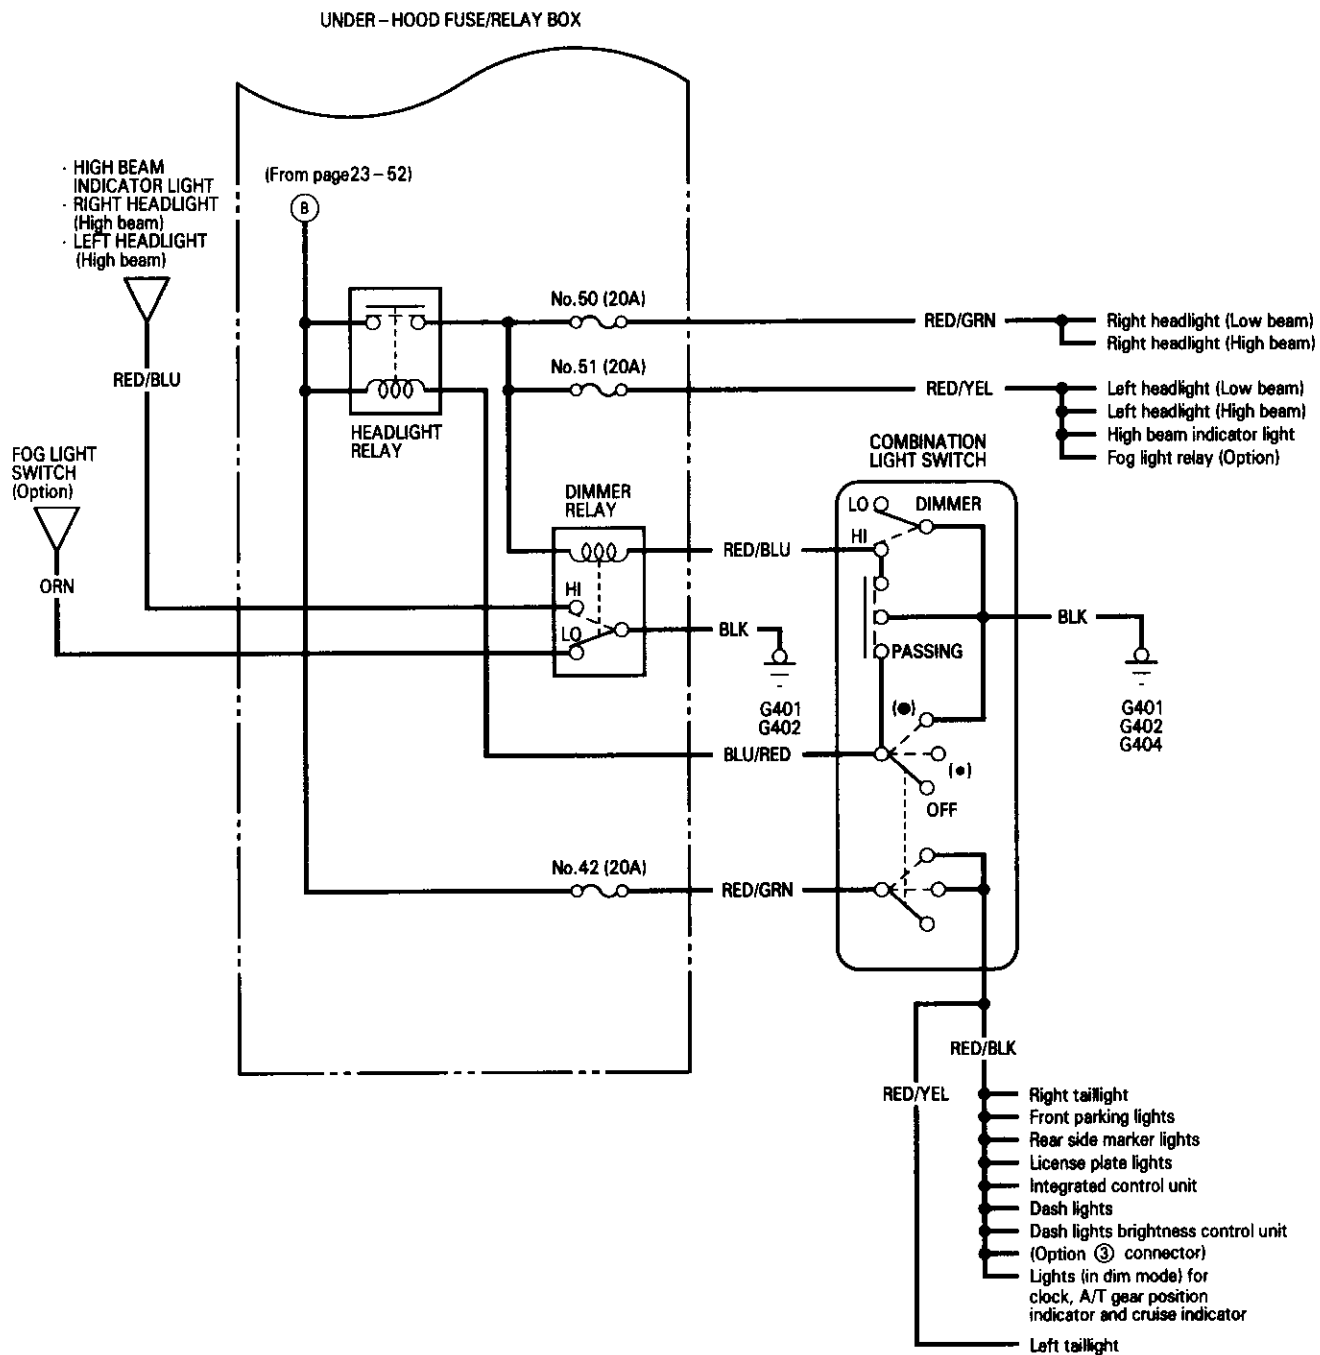 UNDER-HOOD FUSE/RELAY BOX
· HIGH BEAM
INDICATOR LIGHT
· RIGHT HEADLIGHT
(High beam)
· LEFT HEADLIGHT
(High beam)
(From page23-52)
B
No.50 (20A)
RED/GRN
Right headlight (Low beam)
Right headlight (High beam)
RED/BLU
No.51 (20A)
RED/YEL
Left headlight (Low beam)
Left headlight (High beam)
High beam indicator light
Fog light relay (Option)
HEADLIGHT
RELAY
FOG LIGHT
SWITCH
(Option)
COMBINATION
LIGHT SWITCH
DIMMER
RELAY
LO
DIMMER
HI
RED/BLU
ORN
HI
LO
BLK
BLK
PASSING
G401
G402
G401
G402
G404
(●)
BLU/RED
(•)
OFF
No.42 (20A)
RED/GRN
RED/BLK
RED/YEL
Right taillight
Front parking lights
Rear side marker lights
License plate lights
Integrated control unit
Dash lights
Dash lights brightness control unit
(Option ③ connector)
Lights (in dim mode) for
clock, A/T gear position
indicator and cruise indicator
Left taillight